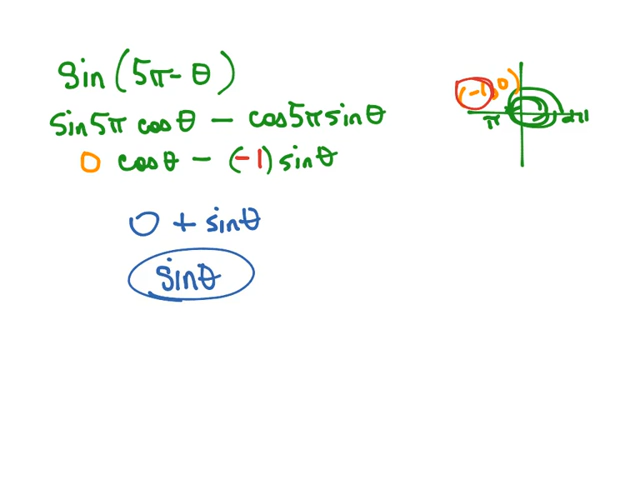 sin(5π-θ)
sin5π cosθ - cos5π sinθ
0 cosθ - (-1) sinθ
0 + sinθ
sinθ
(-1,0)
π 2π